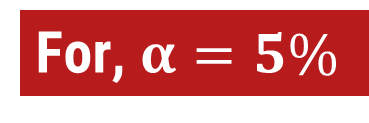 For, α = 5%